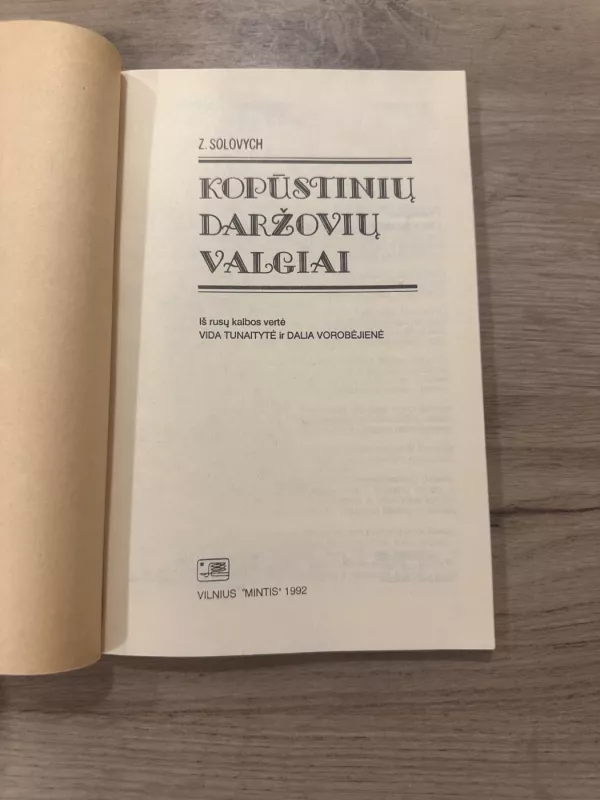 Z. SOLOVYCH
KOPŪSTINIŲ
DARŽOVIŲ
VALGIAI
Iš rusų kalbos vertė
VIDA TUNAITYTĖ ir DALIA VOROBĖJIENĖ
VILNIUS "MINTIS" 1992